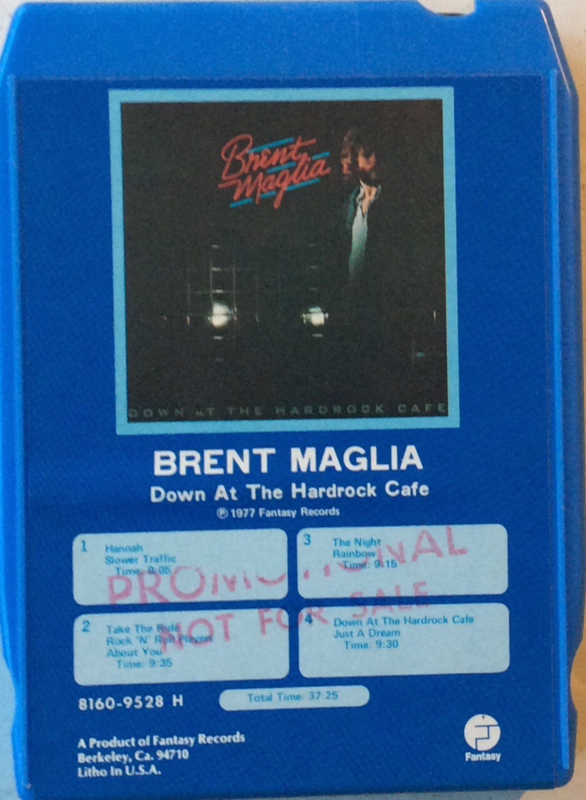 Brent
Maglia
DOWN AT THE HARDROCK CAFE
BRENT MAGLIA
Down At The Hardrock Cafe
℗ 1977 Fantasy Records
1
Hannah
Slower Traffic
Time: 9:05
2
Take The Ride
Rock "N" Roll Players
About You
Time: 9:35
3
The Night
Rainbow
Time: 9:15
4
Down At The Hardrock Cafe
Just A Dream
Time: 9:30
PROMOTIONAL
NOT FOR SALE
8160-9528 H
Total Time: 37:25
A Product of Fantasy Records
Berkeley, Ca. 94710
Litho In U.S.A.
Fantasy